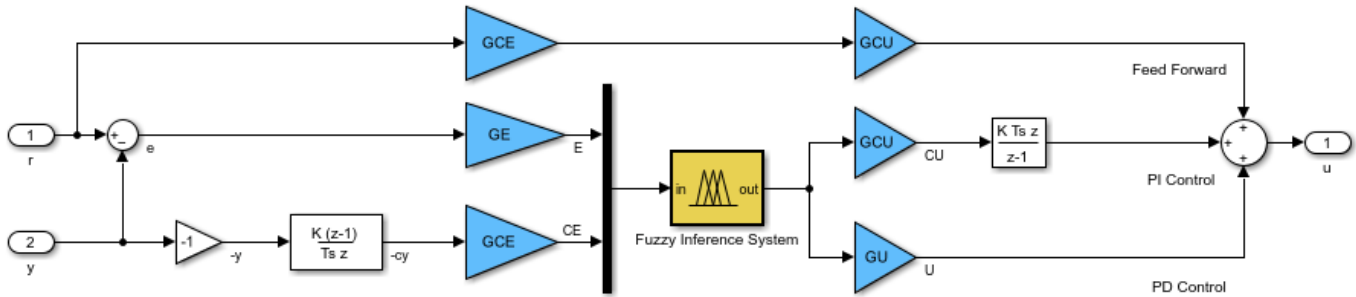 GCE
GCU
Feed Forward
1
r
+
−
e
GE
E
GCU
CU
K Ts z
z-1
PI Control
+
+
+
1
u
in
out
Fuzzy Inference System
2
y
-1
-y
K (z-1)
Ts z
-cy
GCE
CE
GU
U
PD Control